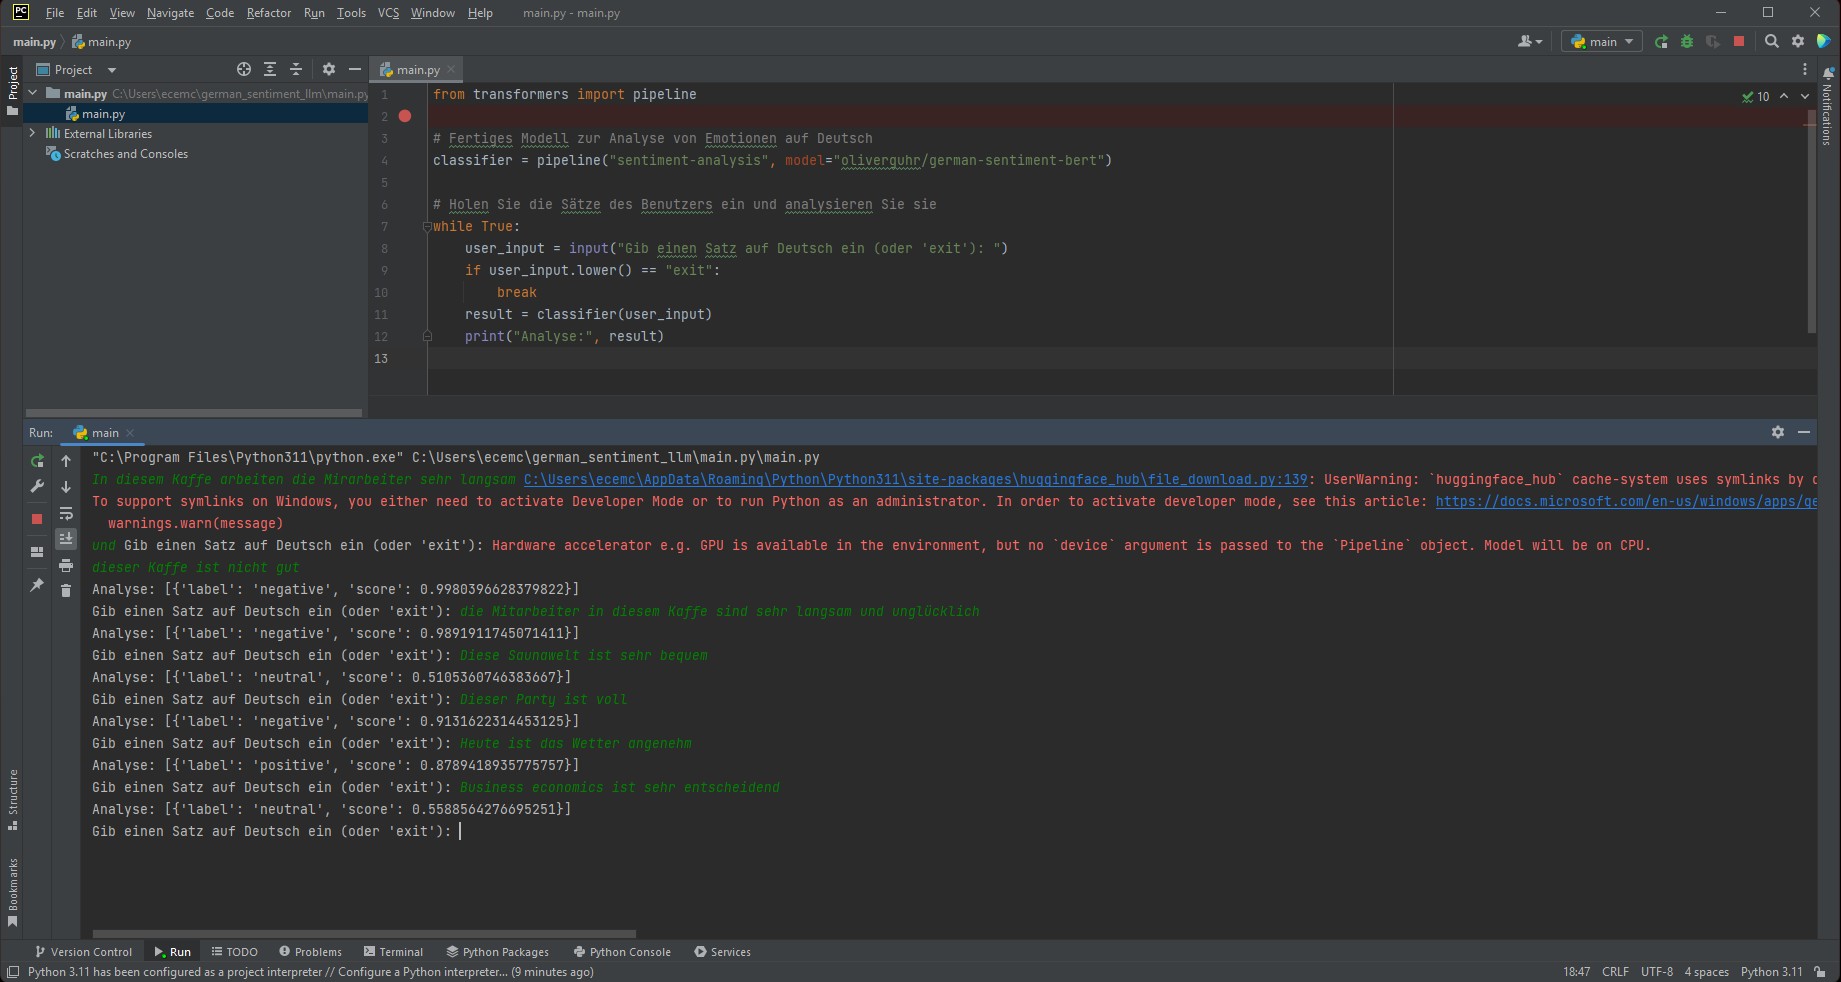 File Edit View Navigate Code Refactor Run Tools VCS Window Help main.py - main.py
main.py main.py main
Project main.py
Project
main.py C:\Users\ecemc\german_sentiment_llm\main.py
main.py
External Libraries
Scratches and Consoles
10
Notifications
1 from transformers import pipeline
2
3 # Fertiges Modell zur Analyse von Emotionen auf Deutsch
4 classifier = pipeline("sentiment-analysis", model="oliverguhr/german-sentiment-bert")
5
6 # Holen Sie die Sätze des Benutzers ein und analysieren Sie sie
7 while True:
8 user_input = input("Gib einen Satz auf Deutsch ein (oder 'exit'): ")
9 if user_input.lower() == "exit":
10 break
11 result = classifier(user_input)
12 print("Analyse:", result)
13
Run: main
"C:\Program Files\Python311\python.exe" C:\Users\ecemc\german_sentiment_llm\main.py\main.py
In diesem Kaffe arbeiten die Mirarbeiter sehr langsam C:\Users\ecemc\AppData\Roaming\Python\Python311\site-packages\huggingface_hub\file_download.py:139: UserWarning: `huggingface_hub` cache-system uses symlinks by d
To support symlinks on Windows, you either need to activate Developer Mode or to run Python as an administrator. In order to activate developer mode, see this article: https://docs.microsoft.com/en-us/windows/apps/ge
warnings.warn(message)
und Gib einen Satz auf Deutsch ein (oder 'exit'): Hardware accelerator e.g. GPU is available in the environment, but no `device` argument is passed to the `Pipeline` object. Model will be on CPU.
dieser Kaffe ist nicht gut
Analyse: [{'label': 'negative', 'score': 0.9980396628379822}]
Gib einen Satz auf Deutsch ein (oder 'exit'): die Mitarbeiter in diesem Kaffe sind sehr langsam und unglücklich
Analyse: [{'label': 'negative', 'score': 0.9891911745071411}]
Gib einen Satz auf Deutsch ein (oder 'exit'): Diese Saunawelt ist sehr bequem
Analyse: [{'label': 'neutral', 'score': 0.5105360746383667}]
Gib einen Satz auf Deutsch ein (oder 'exit'): Dieser Party ist voll
Analyse: [{'label': 'negative', 'score': 0.9131622314453125}]
Gib einen Satz auf Deutsch ein (oder 'exit'): Heute ist das Wetter angenehm
Analyse: [{'label': 'positive', 'score': 0.8789418935775757}]
Gib einen Satz auf Deutsch ein (oder 'exit'): Business economics ist sehr entscheidend
Analyse: [{'label': 'neutral', 'score': 0.5588564276695251}]
Gib einen Satz auf Deutsch ein (oder 'exit'):
Structure
Bookmarks
Version Control Run TODO Problems Terminal Python Packages Python Console Services
Python 3.11 has been configured as a project interpreter // Configure a Python interpreter... (9 minutes ago) 18:47 CRLF UTF-8 4 spaces Python 3.11